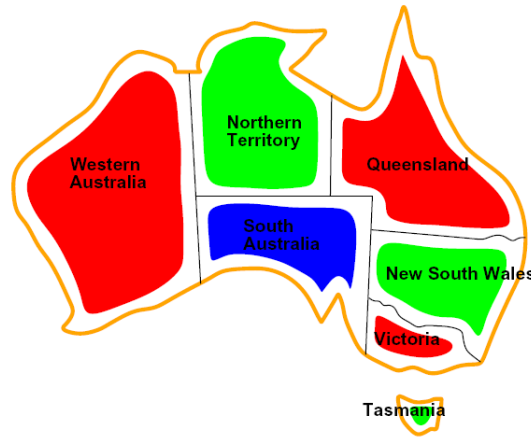 Northern
Territory
Western
Australia
Queensland
South
Australia
New South Wales
Victoria
Tasmania